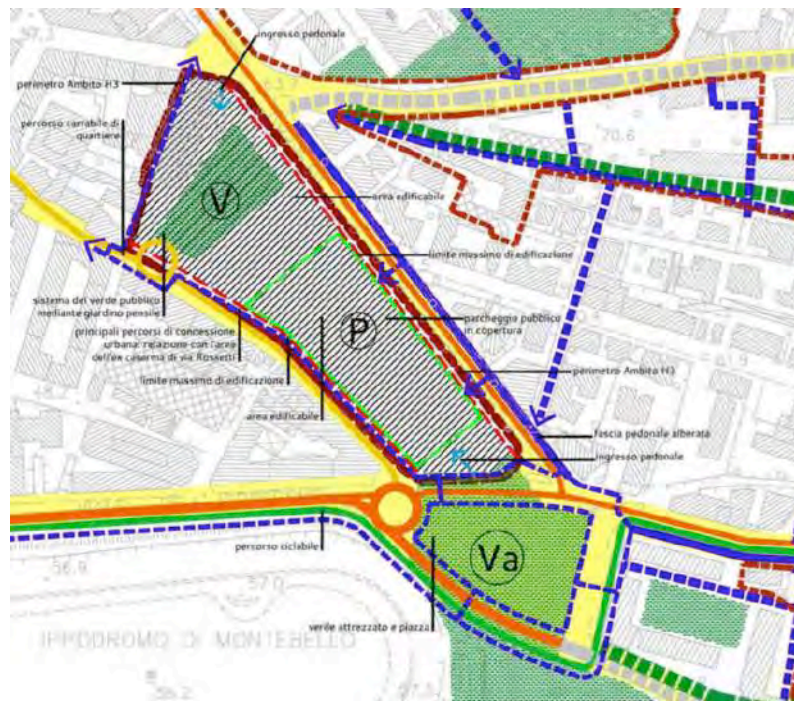 ingresso pedonale
perimetro Ambito H3
percorso carrabile di
quartiere
70.6
V
area edificabile
limite massimo di edificazione
sistema del verde pubblico
mediante giardino pensile
P
parcheggio pubblico
in copertura
principali percorsi di concessione
urbana: relazione con l'area
dell'ex caserma di via Rossetti
perimetro Ambito H3
limite massimo di edificazione
area edificabile
fascia pedonale alberata
ingresso pedonale
percorso ciclabile
Va
56.9
57.0
verde attrezzato e piazza
IPPODROMO DI MONTEBELLO
56.2